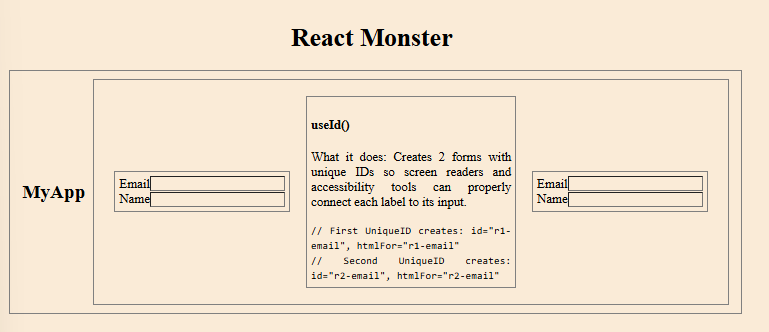 React Monster
MyApp
Email
Name
useId()
What it does: Creates 2 forms with
unique IDs so screen readers and
accessibility tools can properly
connect each label to its input.
// First UniqueID creates: id="r1-
email", htmlFor="r1-email"
// Second UniqueID creates:
id="r2-email", htmlFor="r2-email"
Email
Name